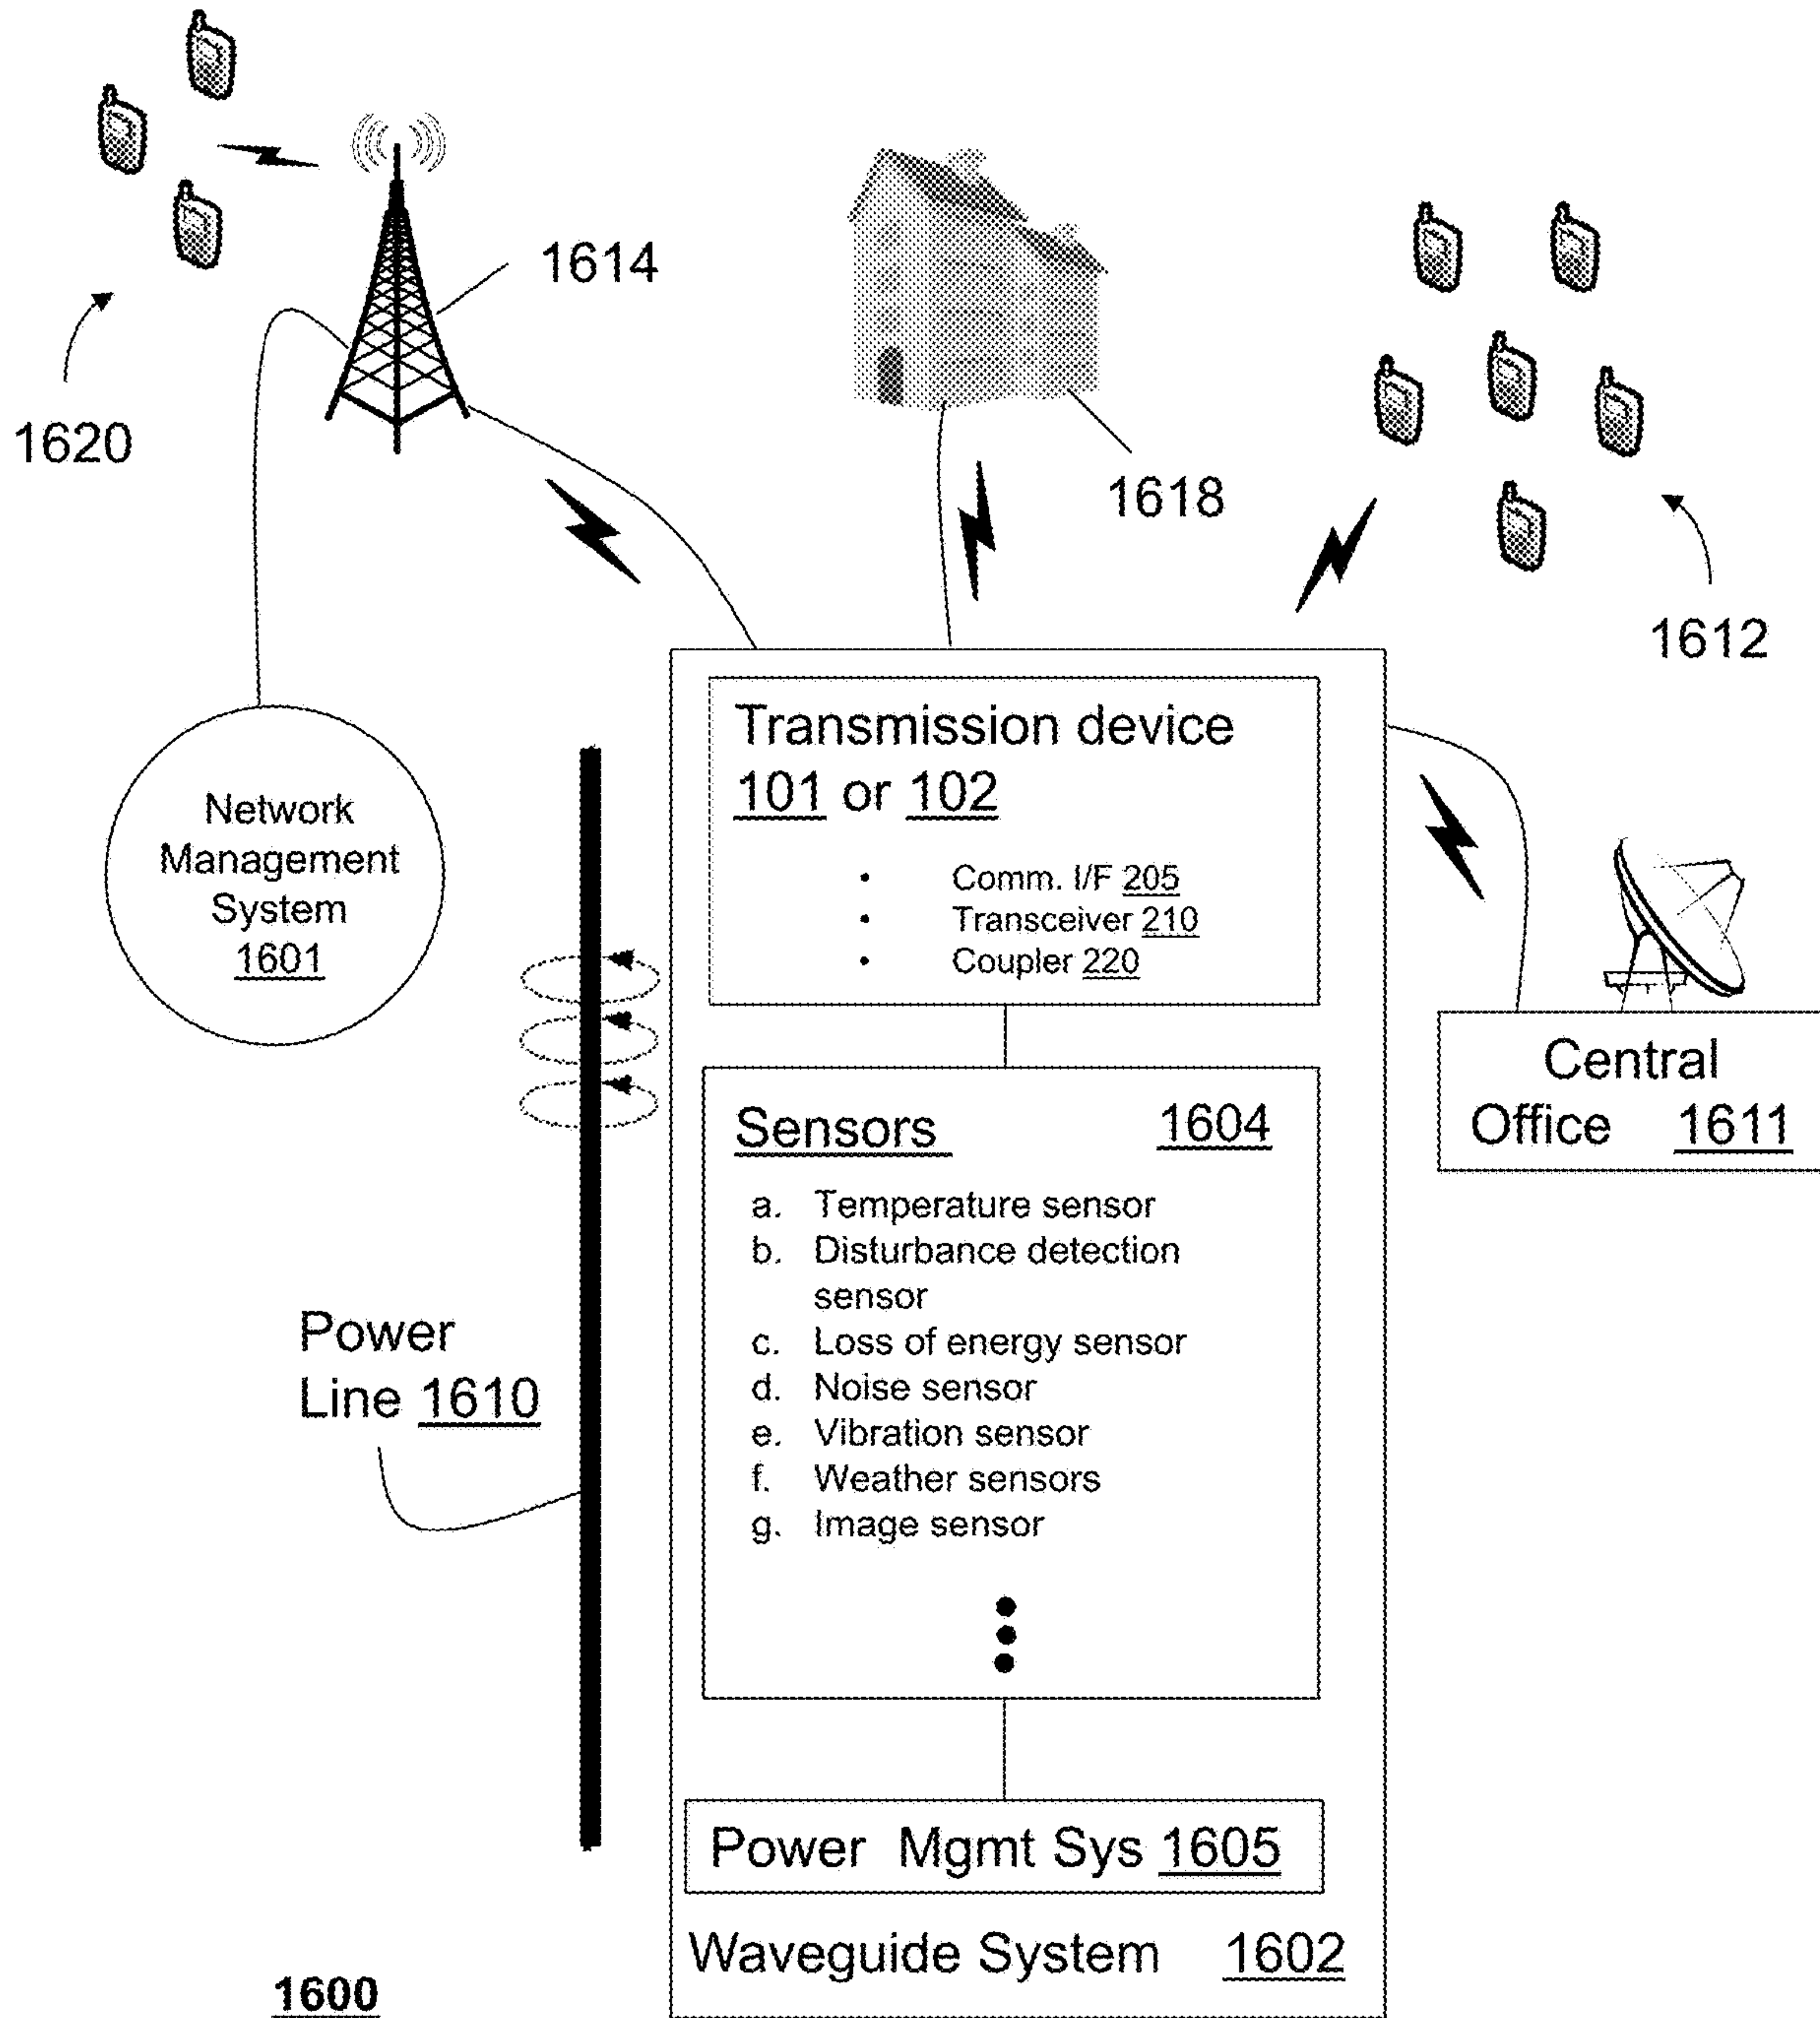 1614
1620
1618
1612
Network
Management
System
1601
Transmission device
101 or 102
• Comm. I/F 205
• Transceiver 210
• Coupler 220
Central
Office 1611
Sensors 1604
a. Temperature sensor
b. Disturbance detection
sensor
c. Loss of energy sensor
d. Noise sensor
e. Vibration sensor
f. Weather sensors
g. Image sensor
Power
Line 1610
Power Mgmt Sys 1605
Waveguide System 1602
1600